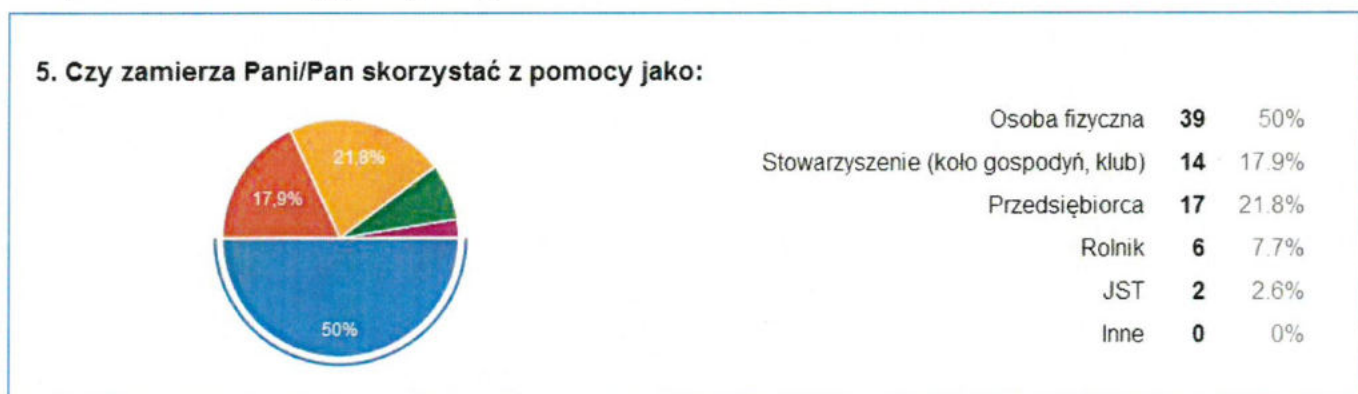 5. Czy zamierza Pani/Pan skorzystać z pomocy jako:
21,8%
17,9%
50%
Osoba fizyczna 39 50%
Stowarzyszenie (koło gospodyń, klub) 14 17.9%
Przedsiębiorca 17 21.8%
Rolnik 6 7.7%
JST 2 2.6%
Inne 0 0%